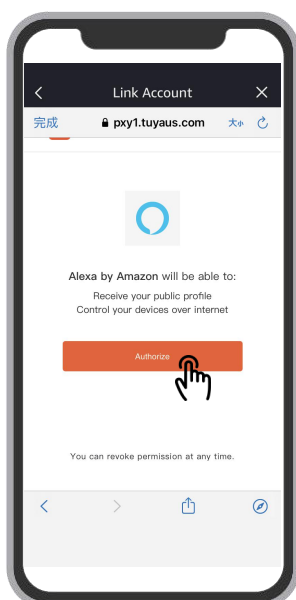 Link Account
完成 pxy1.tuyaus.com 大小
Alexa by Amazon will be able to:
Receive your public profile
Control your devices over internet
Authorize
You can revoke permission at any time.